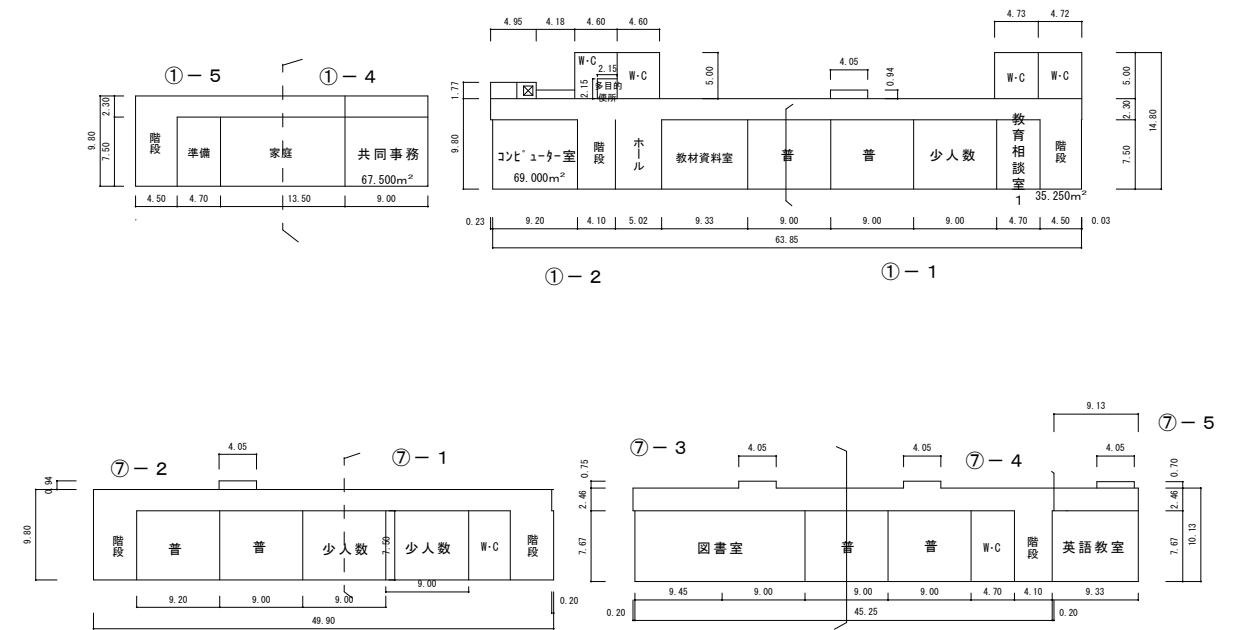 4.95
4.18
4.60
4.60
4.73
4.72
①－5
①－4
W・C
2.15
2.15
多目的
便所
W・C
5.00
4.05
0.94
W・C
W・C
5.00
1.77
2.30
2.30
14.80
9.80
7.50
階段
準備
家庭
共同事務
67.500m²
9.80
コンピューター室
69.000m²
階段
ホール
教材資料室
普
普
少人数
教育相談室1
階段
35.250m²
7.50
4.50
4.70
13.50
9.00
0.23
9.20
4.10
5.02
9.33
9.00
9.00
9.00
4.70
4.50
0.03
63.85
①－2
①－1
9.13
⑦－5
⑦－2
4.05
⑦－1
⑦－3
4.05
4.05
⑦－4
4.05
0.94
0.75
0.70
2.46
2.46
9.80
階段
普
普
少人数
7.50
少人数
W・C
階段
7.67
図書室
普
普
W・C
階段
英語教室
7.67
10.13
9.00
9.20
9.00
9.00
0.20
49.90
9.45
9.00
9.00
9.00
4.70
4.10
9.33
0.20
45.25
0.20